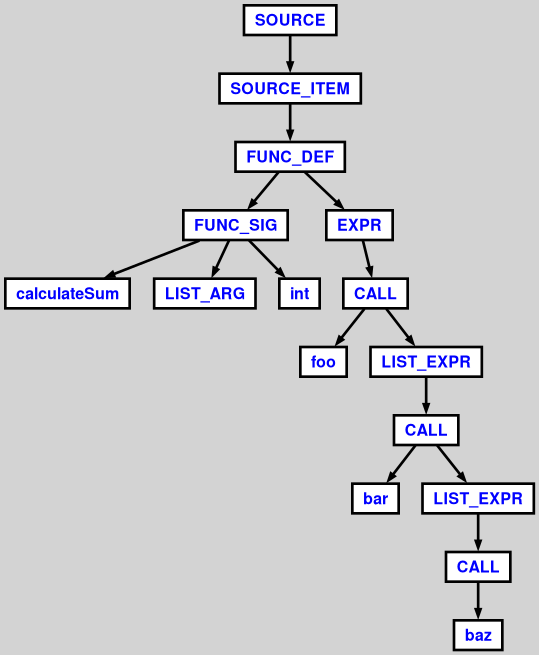 SOURCE
SOURCE_ITEM
FUNC_DEF
FUNC_SIG EXPR
calculateSum LIST_ARG int CALL
foo LIST_EXPR
CALL
bar LIST_EXPR
CALL
baz